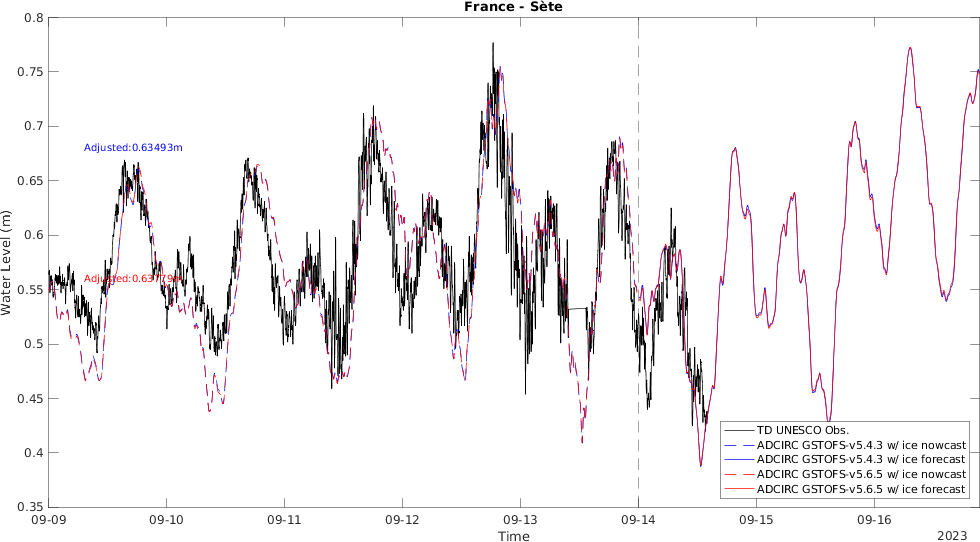 France - Sète
0.8
0.75
0.7
0.65
0.6
0.55
0.5
0.45
0.4
0.35
Water Level (m)
Adjusted:0.63493m
Adjusted:0.63779m
TD UNESCO Obs.
ADCIRC GSTOFS-v5.4.3 w/ ice nowcast
ADCIRC GSTOFS-v5.4.3 w/ ice forecast
ADCIRC GSTOFS-v5.6.5 w/ ice nowcast
ADCIRC GSTOFS-v5.6.5 w/ ice forecast
09-09 09-10 09-11 09-12 09-13 09-14 09-15 09-16
Time
2023